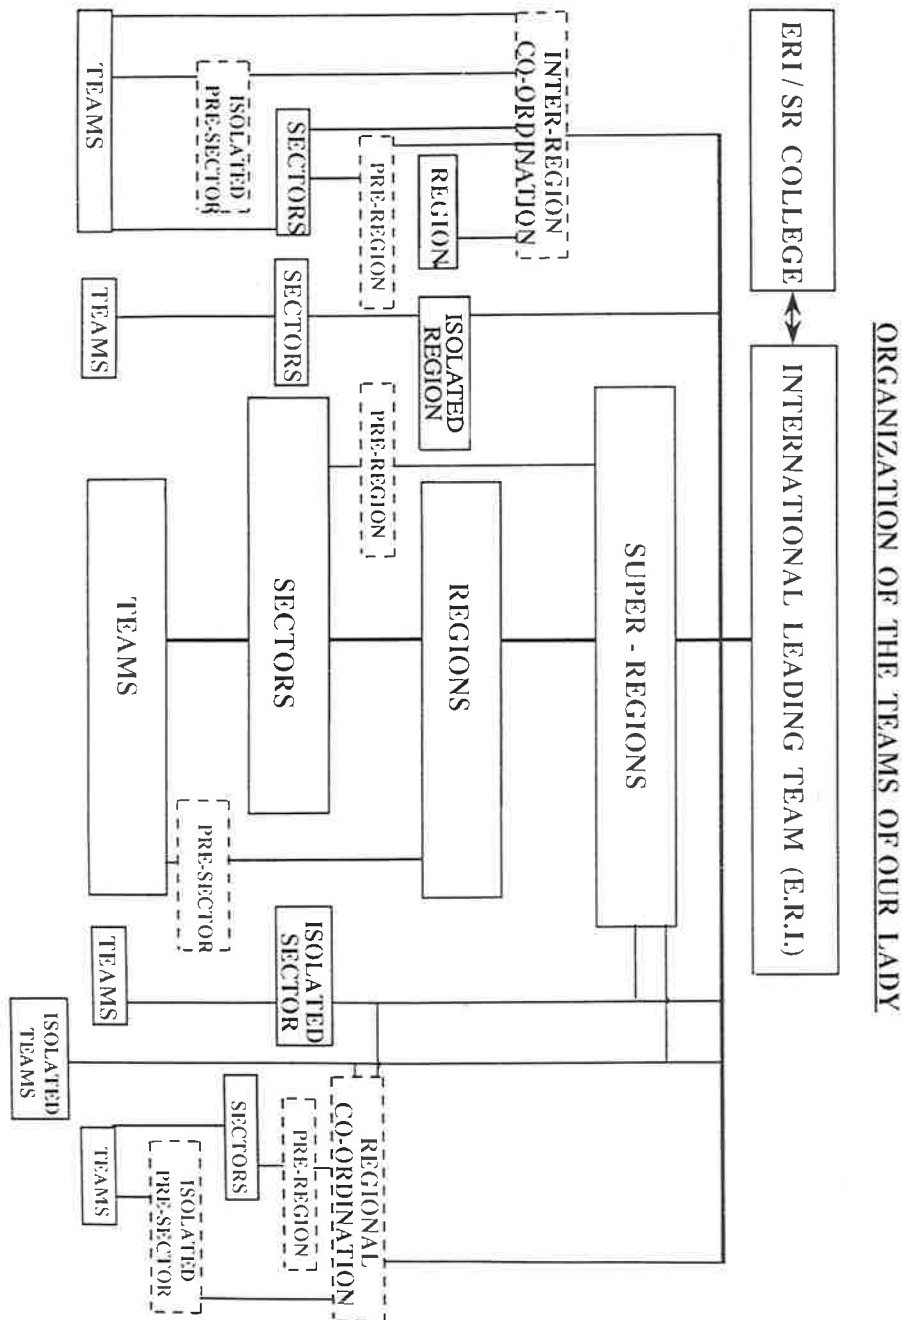 ORGANIZATION OF THE TEAMS OF OUR LADY
ERI / SR COLLEGE
INTERNATIONAL LEADING TEAM (E.R.I.)
INTER-REGION
CO-ORDINATION
SUPER - REGIONS
REGION
ISOLATED
REGION
REGIONS
REGIONAL
CO-ORDINATION
PRE-REGION
PRE-REGION
SECTORS
SECTORS
SECTORS
ISOLATED
SECTOR
PRE-REGION
ISOLATED
PRE-SECTOR
PRE-SECTOR
SECTORS
TEAMS
TEAMS
TEAMS
TEAMS
ISOLATED
PRE-SECTOR
TEAMS
ISOLATED
TEAMS